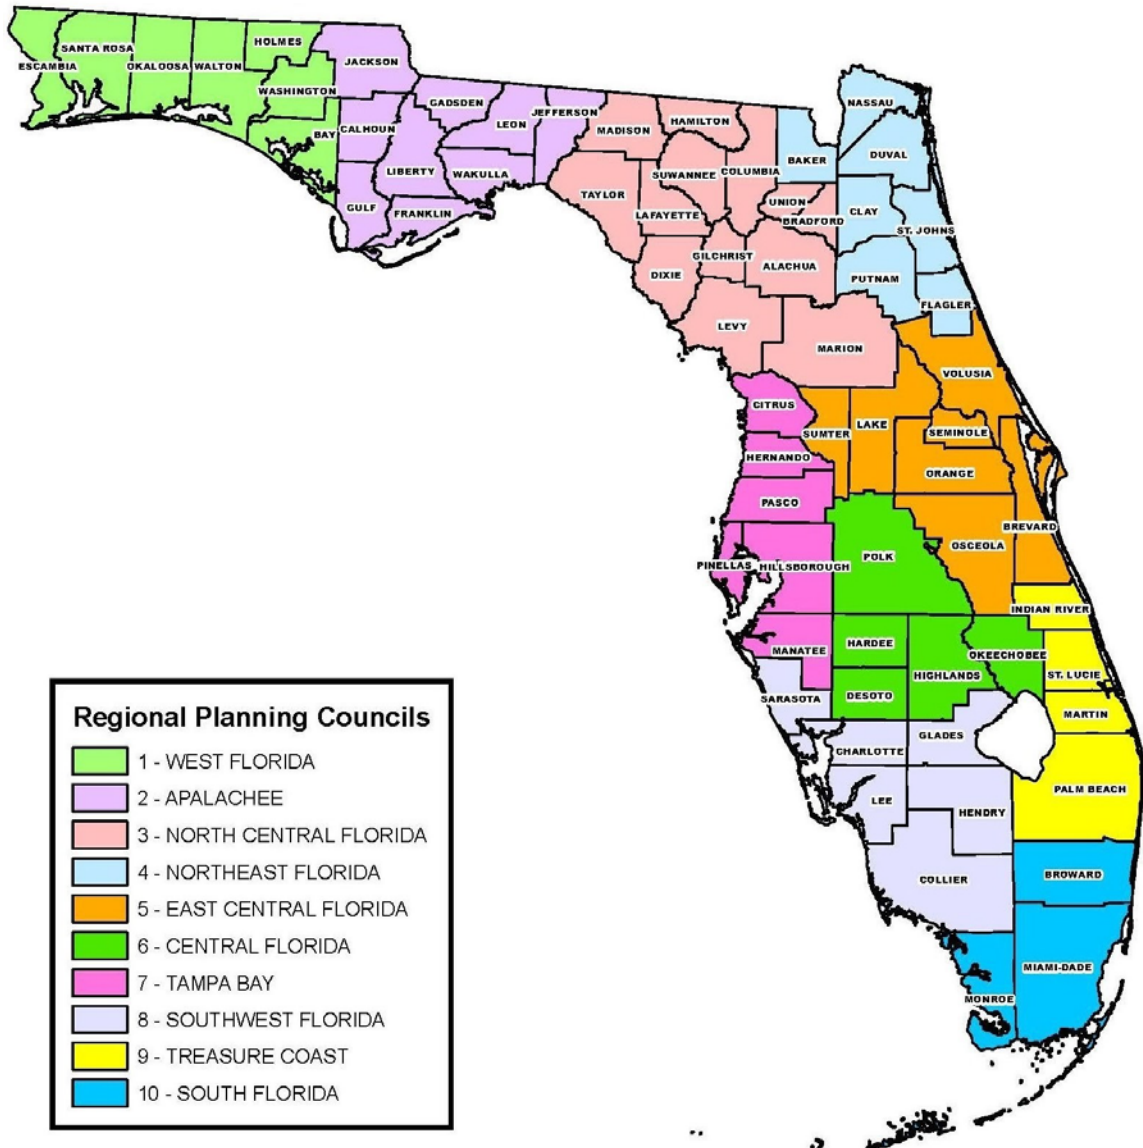 HOLMES
SANTA ROSA
JACKSON
ESCAMBIA
OKALOOSA
WALTON
WASHINGTON
GADSDEN
NASSAU
JEFFERSON
LEON
HAMILTON
MADISON
BAY
CALHOUN
DUVAL
BAKER
LIBERTY
WAKULLA
SUWANNEE
COLUMBIA
TAYLOR
UNION
GULF
FRANKLIN
LAFAYETTE
BRADFORD
CLAY
ST. JOHNS
GILCHRIST
ALACHUA
DIXIE
PUTNAM
FLAGLER
LEVY
MARION
VOLUSIA
CITRUS
LAKE
SUMTER
SEMINOLE
HERNANDO
ORANGE
PASCO
BREVARD
OSCEOLA
POLK
PINELLAS
HILLSBOROUGH
INDIAN RIVER
HARDEE
MANATEE
OKEECHOBEE
HIGHLANDS
ST. LUCIE
DESOTO
SARASOTA
MARTIN
GLADES
CHARLOTTE
PALM BEACH
LEE
HENDRY
BROWARD
COLLIER
MIAMI-DADE
MONROE
Regional Planning Councils
1 - WEST FLORIDA
2 - APALACHEE
3 - NORTH CENTRAL FLORIDA
4 - NORTHEAST FLORIDA
5 - EAST CENTRAL FLORIDA
6 - CENTRAL FLORIDA
7 - TAMPA BAY
8 - SOUTHWEST FLORIDA
9 - TREASURE COAST
10 - SOUTH FLORIDA